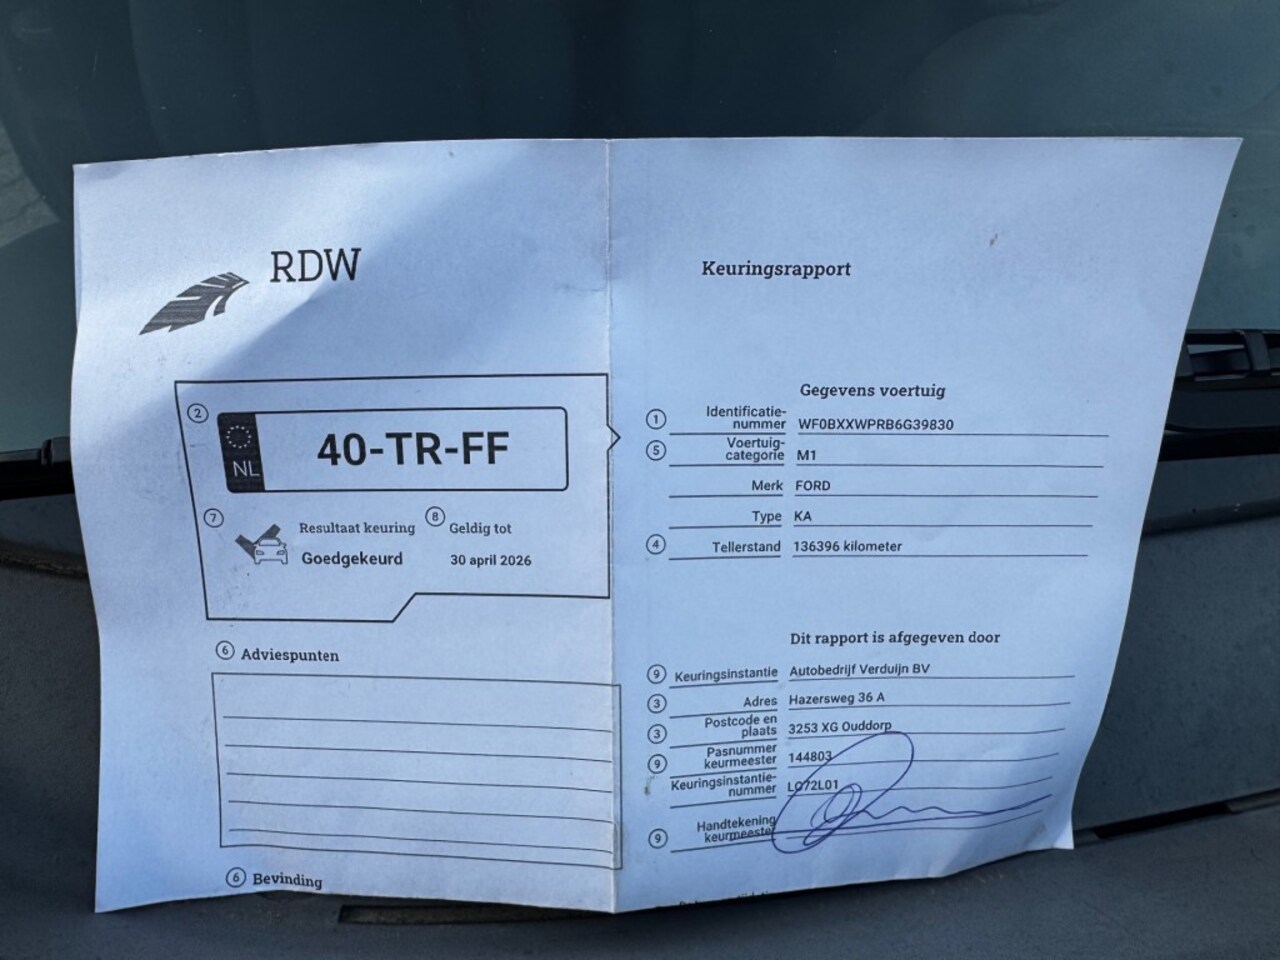 RDW
Keuringsrapport
2
NL
40-TR-FF
7
Resultaat keuring
Goedgekeurd
8
Geldig tot
30 april 2026
6 Adviespunten
6 Bevinding
Gegevens voertuig
1 Identificatie-
nummer WF0BXXWPRB6G39830
5 Voertuig-
categorie M1
Merk FORD
Type KA
4 Tellerstand 136396 kilometer
Dit rapport is afgegeven door
9 Keuringsinstantie Autobedrijf Verduijn BV
3 Adres Hazersweg 36 A
3 Postcode en
plaats 3253 XG Ouddorp
9 Pasnummer
keurmeester 144803
Keuringsinstantie-
nummer LO72L01
9 Handtekening
keurmeester